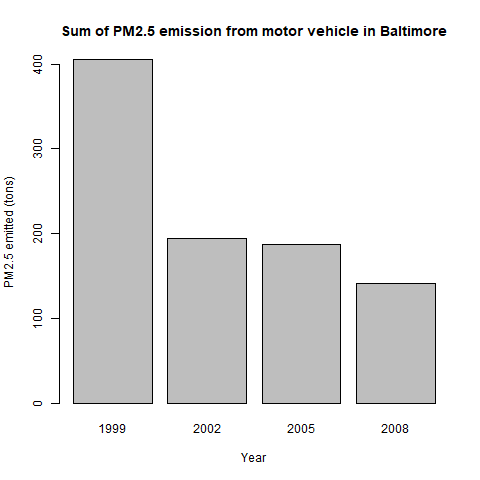 Sum of PM2.5 emission from motor vehicle in Baltimore
PM2.5 emitted (tons)
400
300
200
100
0
1999 2002 2005 2008
Year